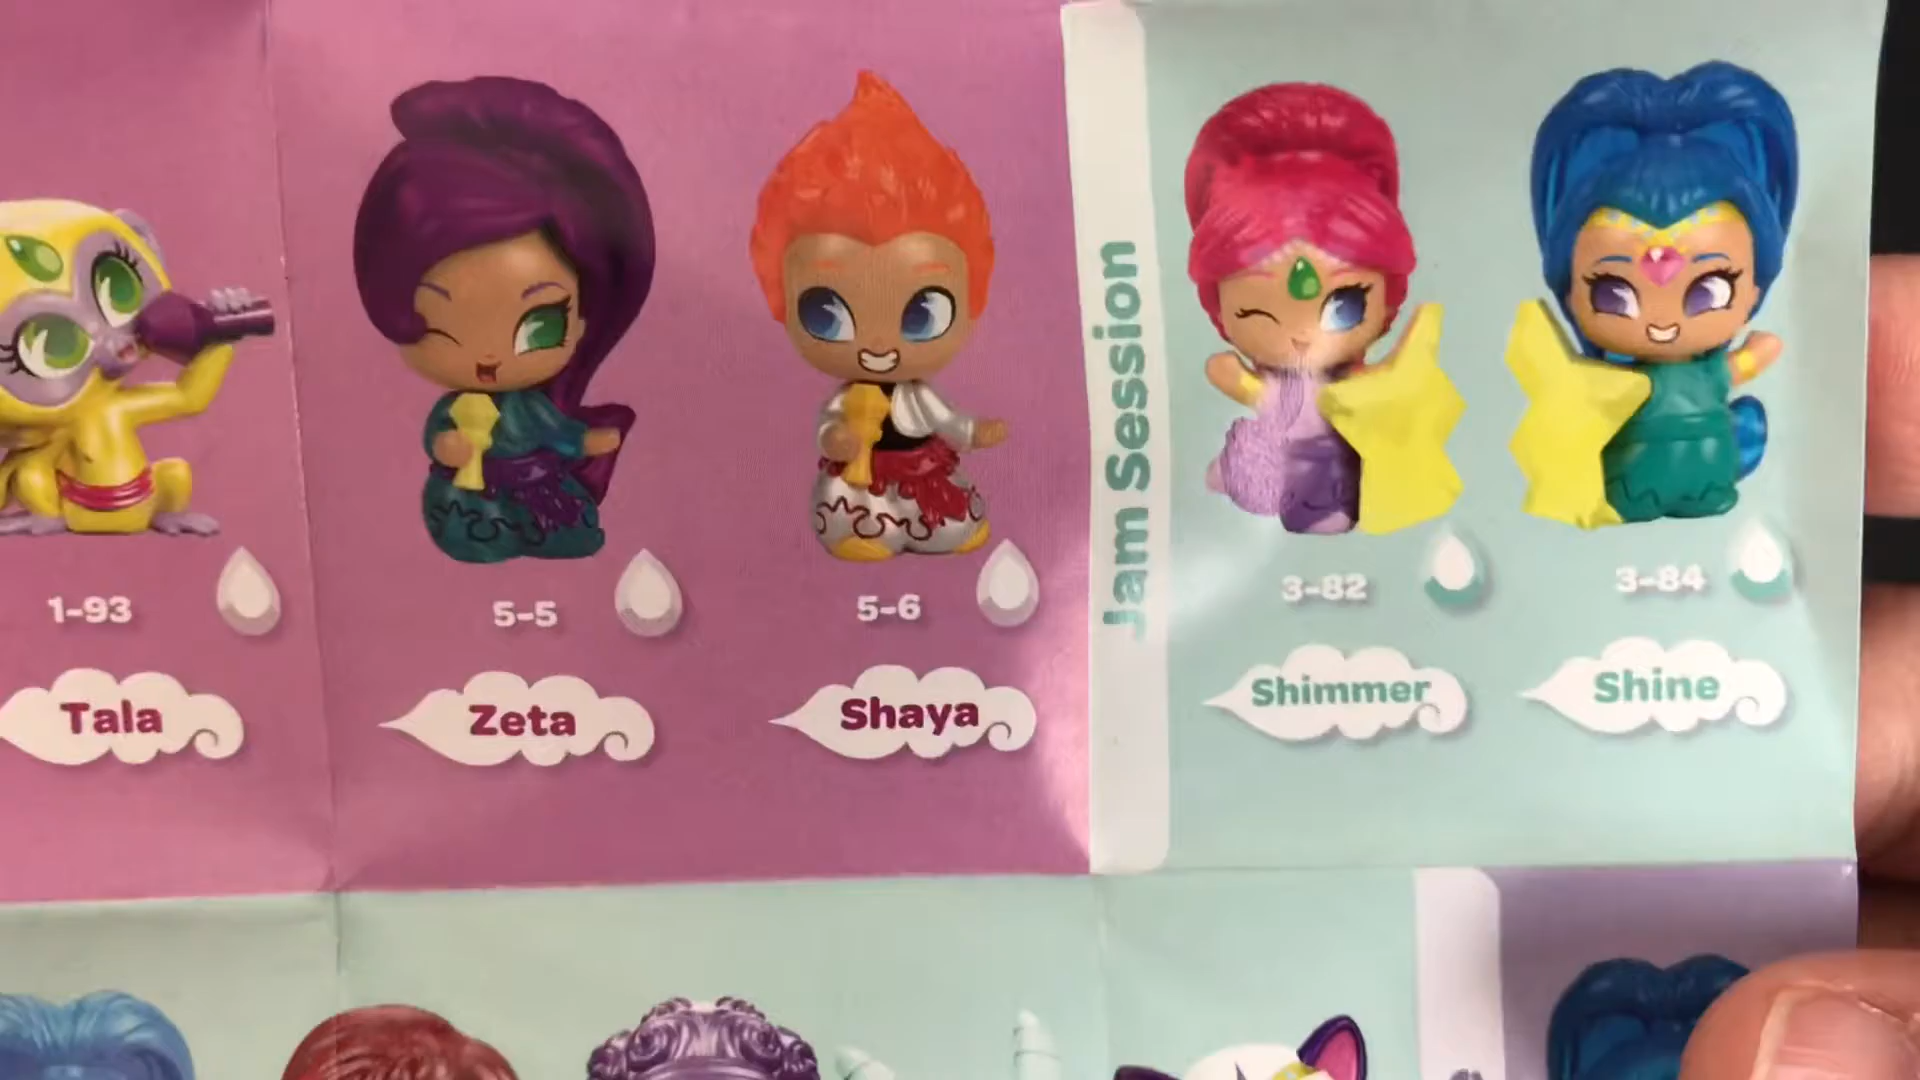 1-93
5-5
5-6
3-82
3-84
Tala
Zeta
Shaya
Shimmer
Shine
Jam Session